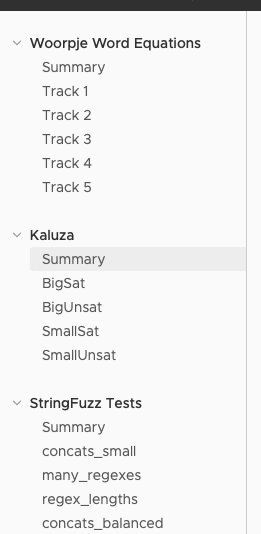 Woorpje Word Equations
Summary
Track 1
Track 2
Track 3
Track 4
Track 5
Kaluza
Summary
BigSat
BigUnsat
SmallSat
SmallUnsat
StringFuzz Tests
Summary
concats_small
many_regexes
regex_lengths
concats_balanced